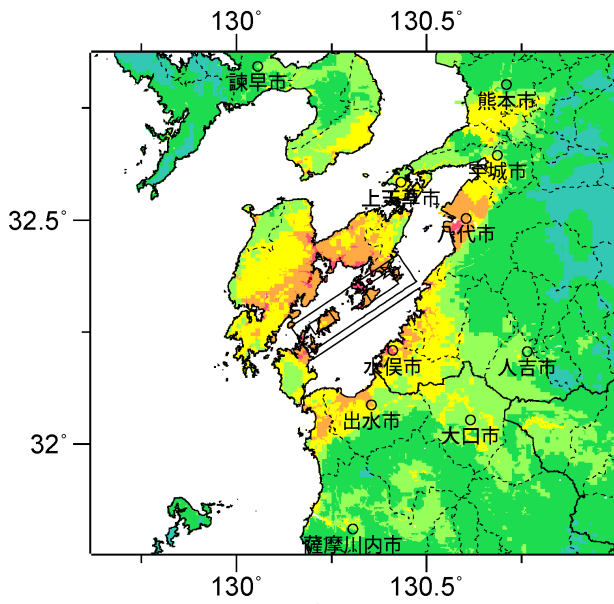 130° 130.5°
諫早市
熊本市
宇城市
上天草市
32.5°
八代市
水俣市
人吉市
出水市
大口市
32°
薩摩川内市
130° 130.5°